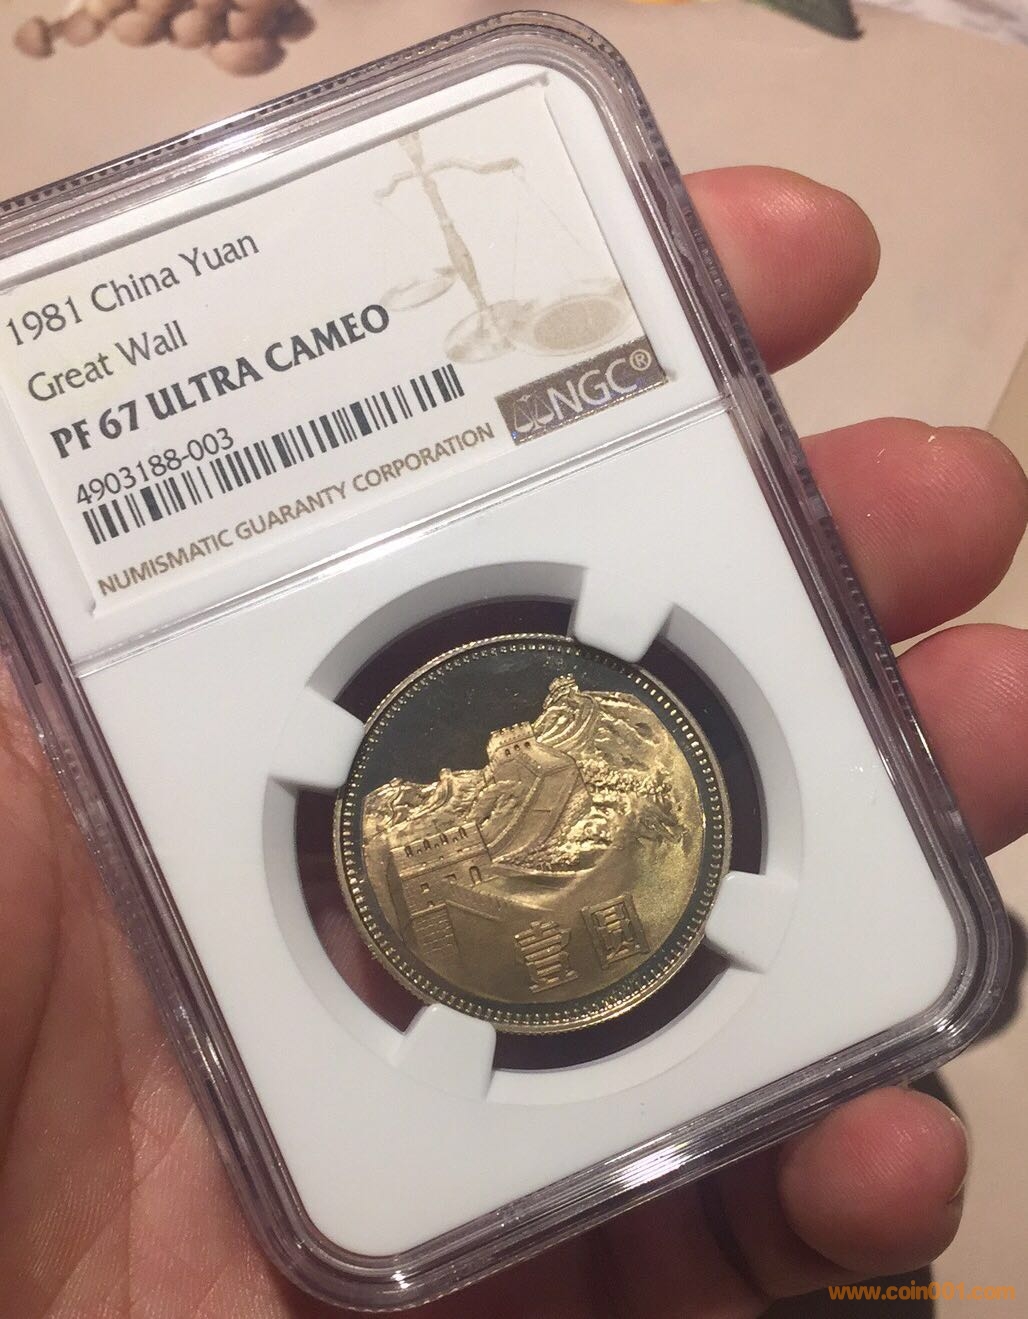 1981 China Yuan
Great Wall
PF 67 ULTRA CAMEO
4903188-003
NGC®
NUMISMATIC GUARANTY CORPORATION
壹圆
www.coin001.com